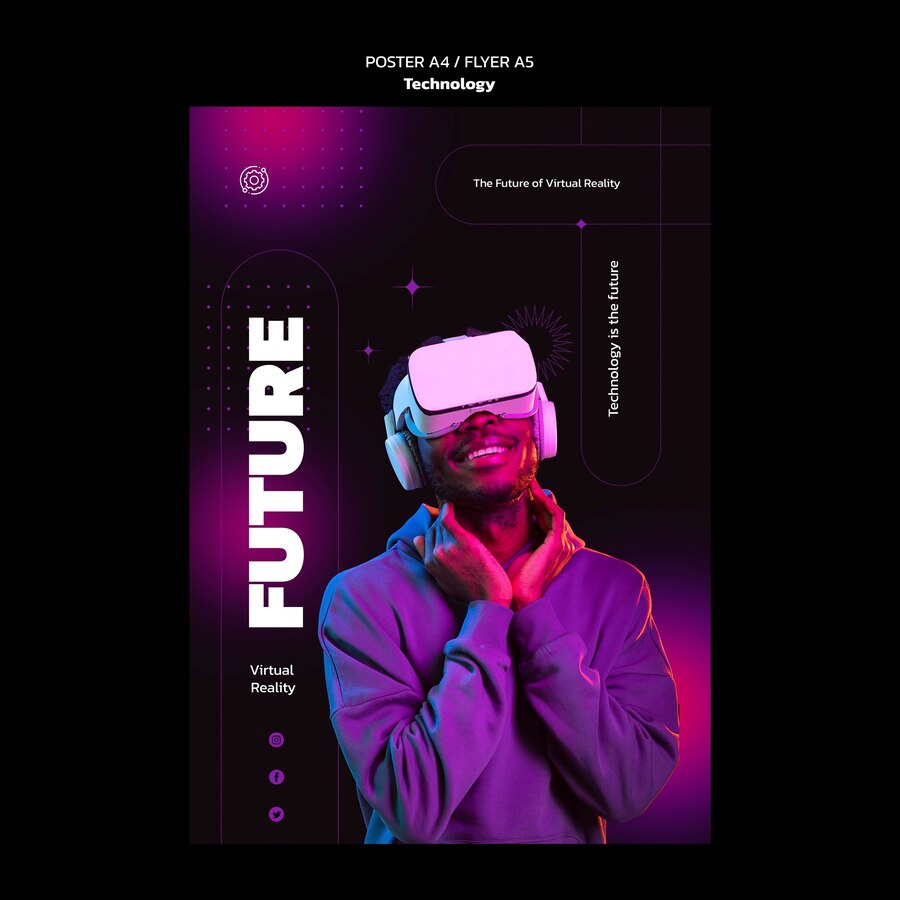 POSTER A4 / FLYER A5
Technology
The Future of Virtual Reality
Technology is the future
FUTURE
Virtual
Reality